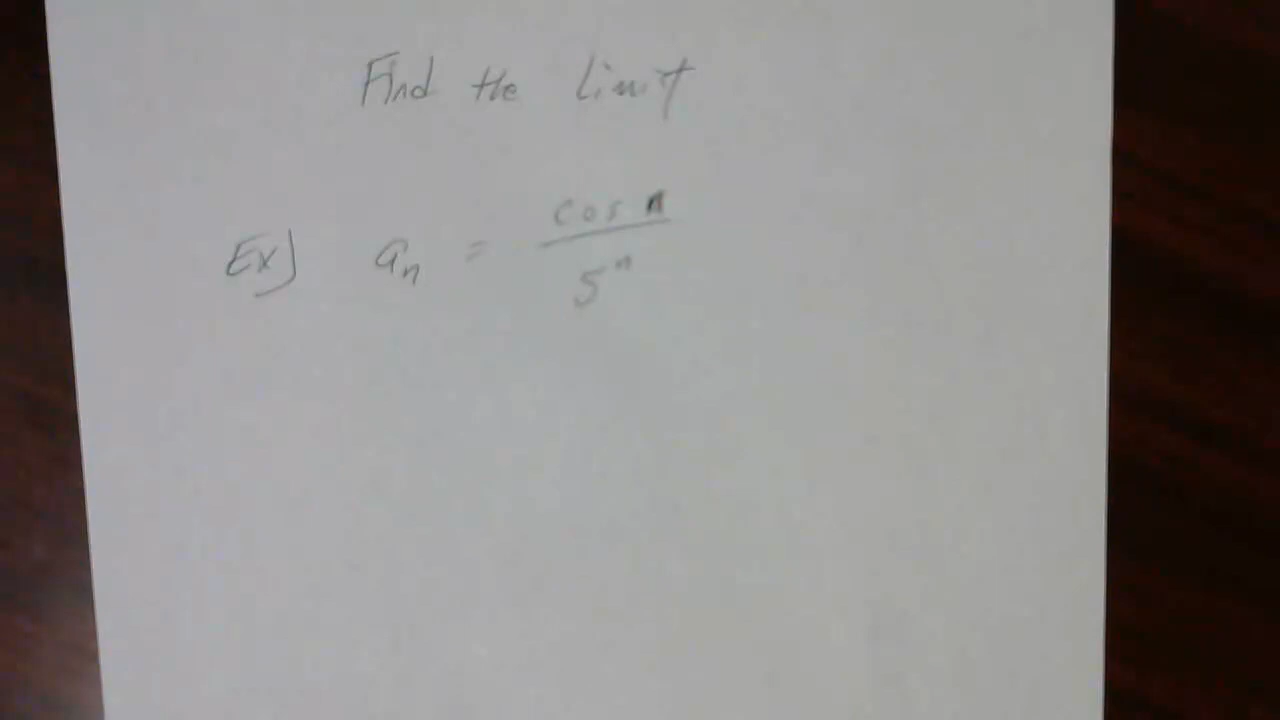 Find the Limit
Ex) aₙ = cos n / 5ⁿ